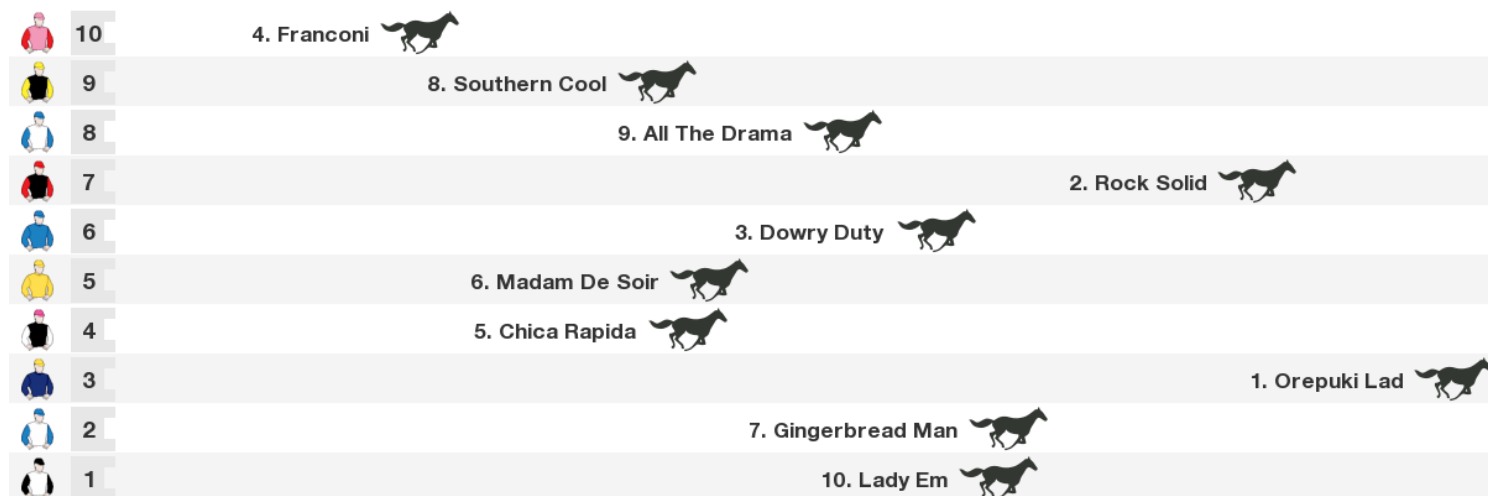 10 4. Franconi
9 8. Southern Cool
8 9. All The Drama
7 2. Rock Solid
6 3. Dowry Duty
5 6. Madam De Soir
4 5. Chica Rapida
3 1. Orepuki Lad
2 7. Gingerbread Man
1 10. Lady Em